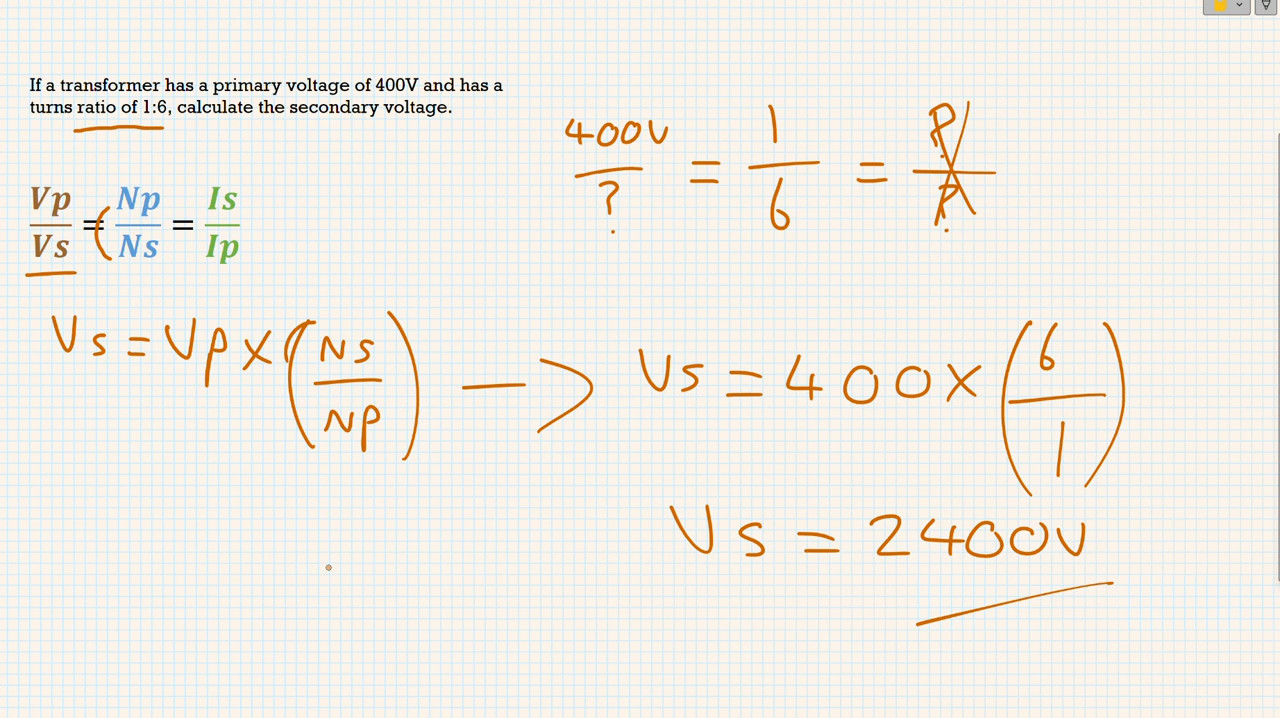 If a transformer has a primary voltage of 400V and has a
turns ratio of 1:6, calculate the secondary voltage.
400V / ? = 1 / 6 = ? / ?
Vp / Vs = Np / Ns = Is / Ip
Vs = Vp x (Ns / Np) —> Vs = 400 x (6 / 1)
Vs = 2400V